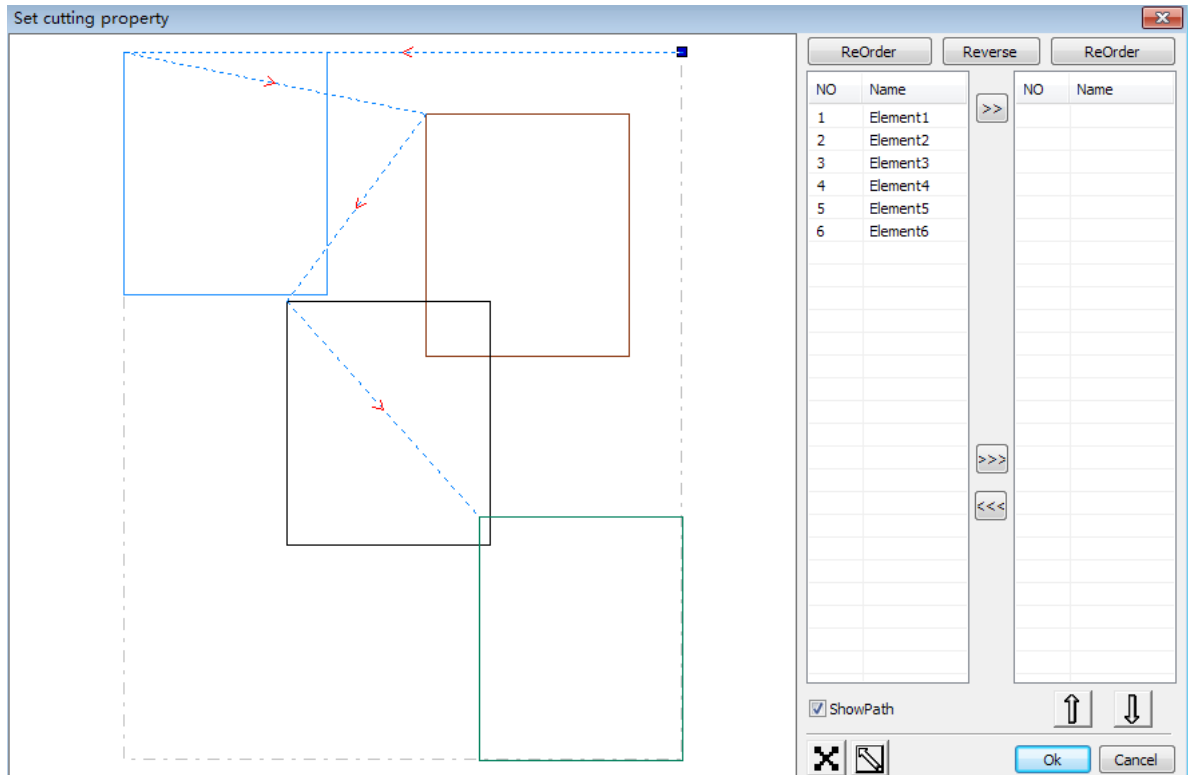 Set cutting property
ReOrder Reverse ReOrder
NO Name >> NO Name
1 Element1
2 Element2
3 Element3
4 Element4
5 Element5
6 Element6
>>>
<<<
ShowPath
Ok Cancel